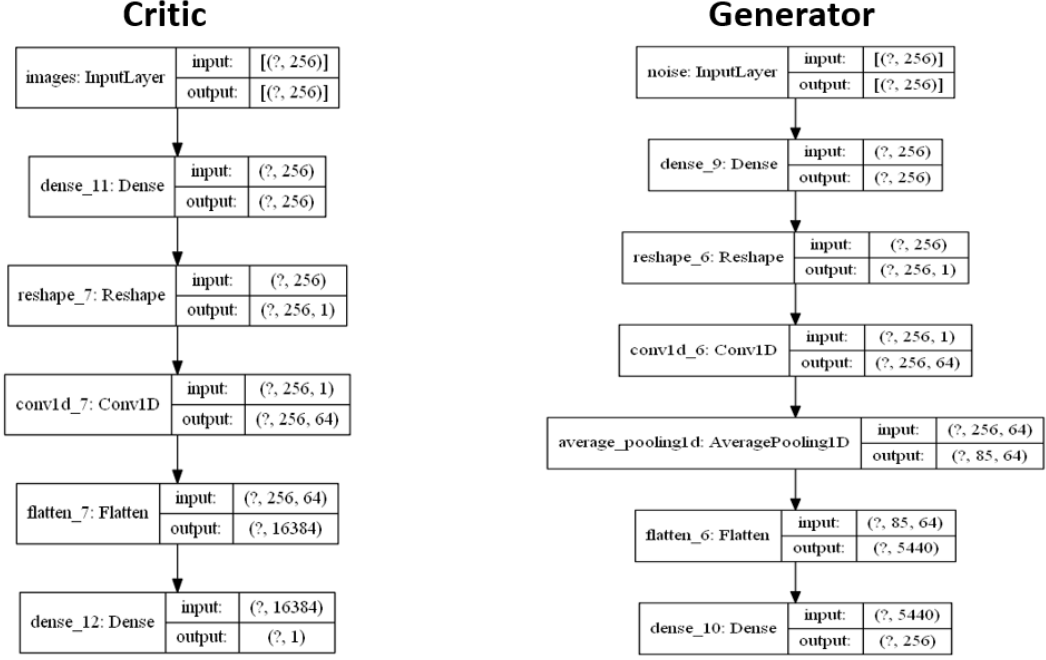 Critic
images: InputLayer
input: [(?, 256)]
output: [(?, 256)]
dense_11: Dense
input: (?, 256)
output: (?, 256)
reshape_7: Reshape
input: (?, 256)
output: (?, 256, 1)
conv1d_7: Conv1D
input: (?, 256, 1)
output: (?, 256, 64)
flatten_7: Flatten
input: (?, 256, 64)
output: (?, 16384)
dense_12: Dense
input: (?, 16384)
output: (?, 1)
Generator
noise: InputLayer
input: [(?, 256)]
output: [(?, 256)]
dense_9: Dense
input: (?, 256)
output: (?, 256)
reshape_6: Reshape
input: (?, 256)
output: (?, 256, 1)
conv1d_6: Conv1D
input: (?, 256, 1)
output: (?, 256, 64)
average_pooling1d: AveragePooling1D
input: (?, 256, 64)
output: (?, 85, 64)
flatten_6: Flatten
input: (?, 85, 64)
output: (?, 5440)
dense_10: Dense
input: (?, 5440)
output: (?, 256)